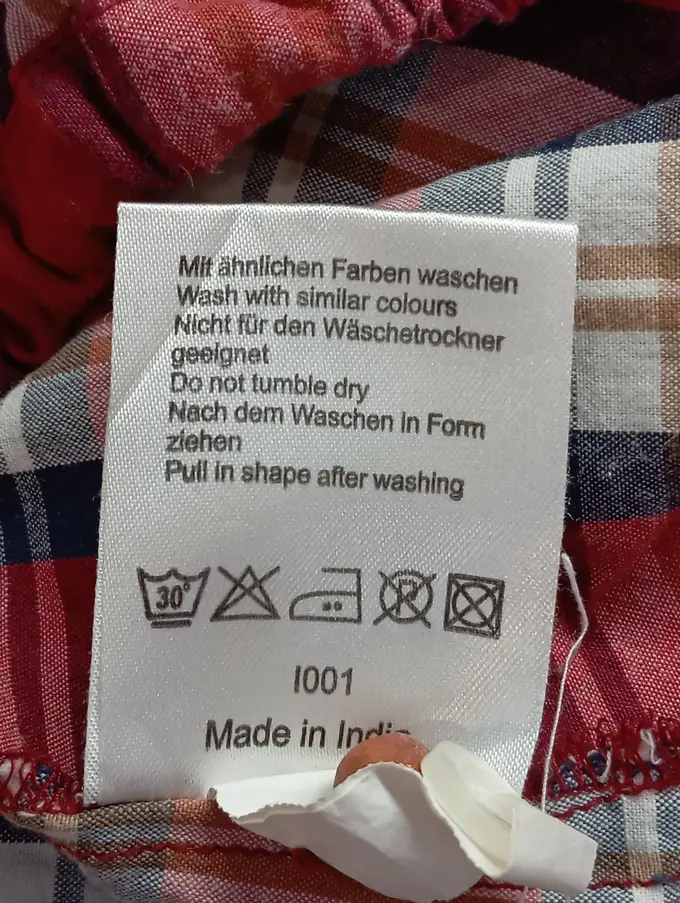 Mit ähnlichen Farben waschen
Wash with similar colours
Nicht für den Wäschetrockner
geeignet
Do not tumble dry
Nach dem Waschen in Form
ziehen
Pull in shape after washing
30°
R
I001
Made in India